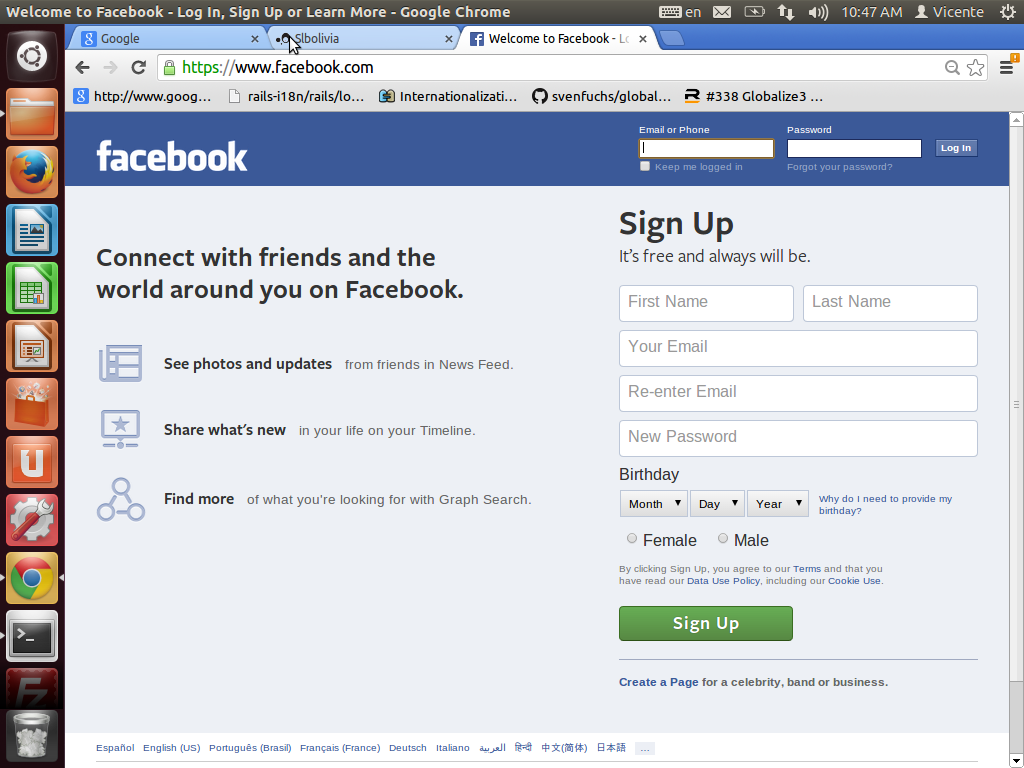 Welcome to Facebook - Log In, Sign Up or Learn More - Google Chrome
en
10:47 AM
Vicente
Google
Slbolivia
Welcome to Facebook - Lo
https://www.facebook.com
http://www.goog...
rails-i18n/rails/lo...
Internationalizati...
svenfuchs/global...
#338 Globalize3 ...
facebook
Email or Phone
Password
Log In
Keep me logged in
Forgot your password?
Connect with friends and the
world around you on Facebook.
See photos and updates from friends in News Feed.
Share what's new in your life on your Timeline.
Find more of what you're looking for with Graph Search.
Sign Up
It's free and always will be.
First Name
Last Name
Your Email
Re-enter Email
New Password
Birthday
Month
Day
Year
Why do I need to provide my
birthday?
Female
Male
By clicking Sign Up, you agree to our Terms and that you
have read our Data Use Policy, including our Cookie Use.
Sign Up
Create a Page for a celebrity, band or business.
Español English (US) Português (Brasil) Français (France) Deutsch Italiano العربية हिन्दी 中文(简体) 日本語 ...